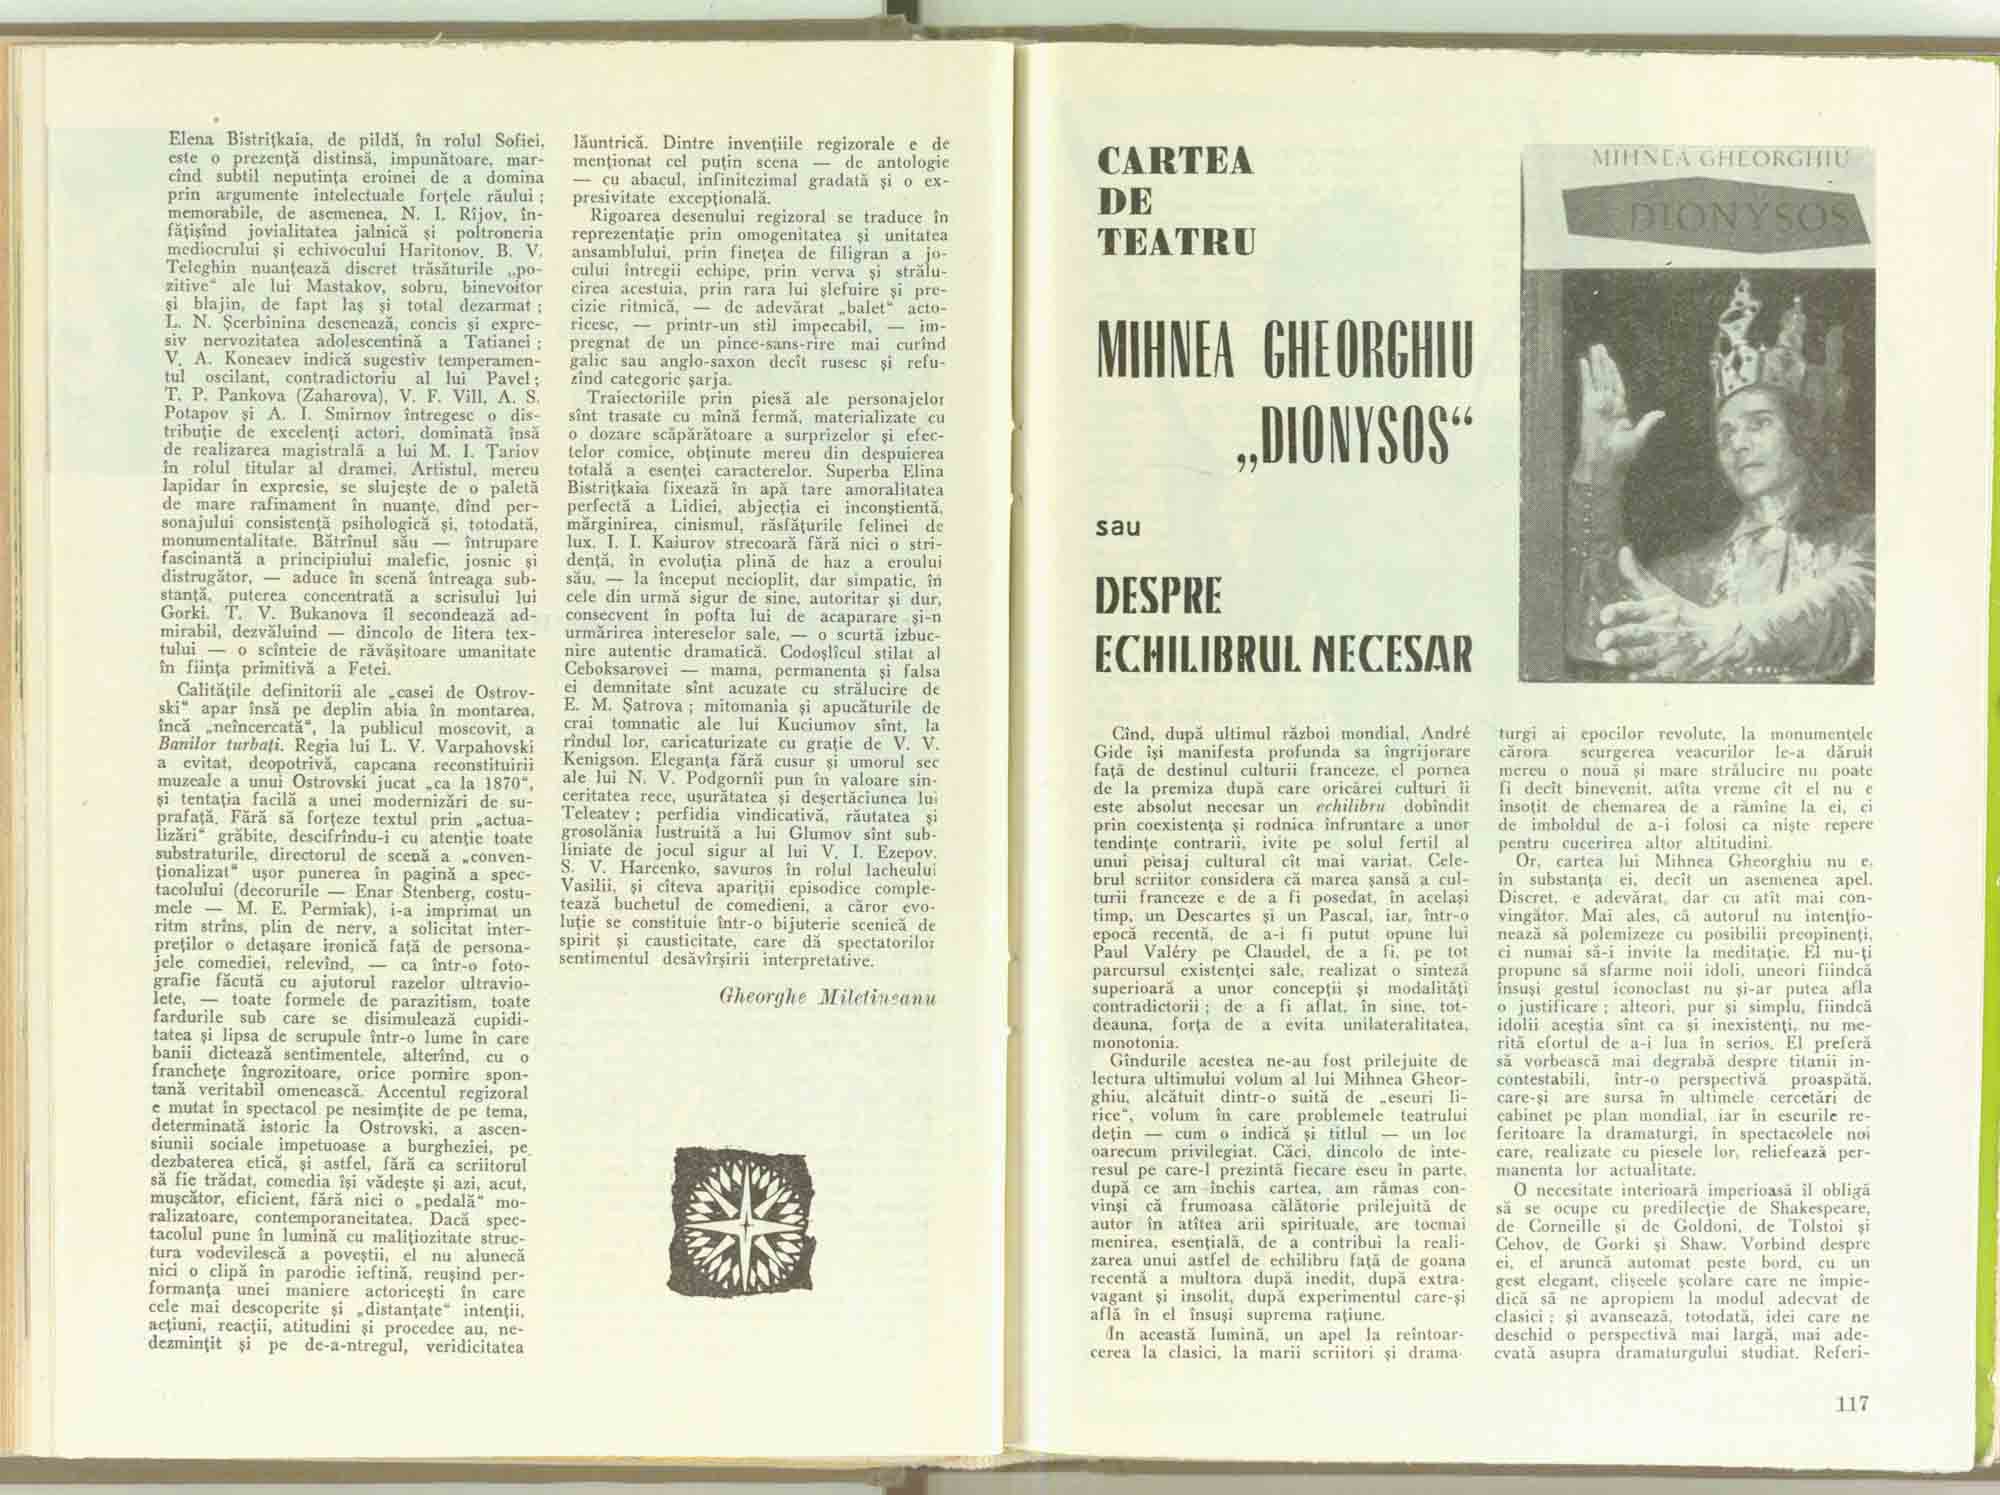 Elena Bistrițkaia, de pildă, în rolul Sofiei,
este o prezență distinsă, impunătoare, mar-
cînd subtil neputința eroinei de a domina
prin argumente intelectuale forțele răului ;
memorabile, de asemenea, N. I. Rîjov, în-
fățișînd jovialitatea jalnică și poltroneria
mediocrului și echivocului Haritonov. B. V.
Teleghin nuanțează discret trăsăturile „po-
zitive“ ale lui Mastakov, sobru, binevoitor
și blajin, de fapt laș și total dezarmat ;
L. N. Șcerbinina desenează, concis și expre-
siv nervozitatea adolescentină a Tatianei ;
V. A. Koneaev indică sugestiv temperamen-
tul oscilant, contradictoriu al lui Pavel ;
T. P. Pankova (Zaharova), V. F. Vill, A. S.
Potapov și A. I. Smirnov întregesc o dis-
tribuție de excelenți actori, dominată însă
de realizarea magistrală a lui M. I. Țariov
în rolul titular al dramei. Artistul, mereu
lapidar în expresie, se slujește de o paletă
de mare rafinament în nuanțe, dînd per-
sonajului consistență psihologică și, totodată,
monumentalitate. Bătrînul său — întrupare
fascinantă a principiului malefic, josnic și
distrugător, — aduce în scenă întreaga sub-
stanță, puterea concentrată a scrisului lui
Gorki. T. V. Bukanova îl secondează ad-
mirabil, dezvăluind — dincolo de litera tex-
tului — o scînteie de răvășitoare umanitate
în ființa primitivă a Fetei.
Calitățile definitorii ale „casei de Ostrov-
ski“ apar însă pe deplin abia în montarea,
încă „neîncercată“, la publicul moscovit, a
Banilor turbați. Regia lui L. V. Varpahovski
a evitat, deopotrivă, capcana reconstituirii
muzeale a unui Ostrovski jucat „ca la 1870“,
și tentația facilă a unei modernizări de su-
prafață. Fără să forțeze textul prin „actua-
lizări“ grăbite, descifrîndu-i cu atenție toate
substraturile, directorul de scenă a „conven-
ționalizat“ ușor punerea în pagină a spec-
tacolului (decorurile — Enar Stenberg, costu-
mele — M. E. Permiak), i-a imprimat un
ritm strîns, plin de nerv, a solicitat inter-
preților o detașare ironică față de persona-
jele comediei, relevînd, — ca într-o foto-
grafie făcută cu ajutorul razelor ultravio-
lete, — toate formele de parazitism, toate
fardurile sub care se disimulează cupidi-
tatea și lipsa de scrupule într-o lume în care
banii dictează sentimentele, alterînd, cu o
franchețe îngrozitoare, orice pornire spon-
tană veritabil omenească. Accentul regizoral
e mutat în spectacol pe nesimțite de pe tema,
determinată istoric la Ostrovski, a ascen-
siunii sociale impetuoase a burgheziei, pe
dezbaterea etică, și astfel, fără ca scriitorul
să fie trădat, comedia își vădește și azi, acut,
mușcător, eficient, fără nici o „pedală“ mo-
ralizatoare, contemporaneitatea. Dacă spec-
tacolul pune în lumină cu malițiozitate struc-
tura vodevilescă a poveștii, el nu alunecă
nici o clipă în parodie ieftină, reușind per-
formanța unei maniere actoricești în care
cele mai descoperite și „distanțate“ intenții,
acțiuni, reacții, atitudini și procedee au, ne-
dezmințit și pe de-a-ntregul, veridicitatea
lăuntrică. Dintre invențiile regizorale e de
menționat cel puțin scena — de antologie
— cu abacul, infinitezimal gradată și o ex-
presivitate excepțională.
Rigoarea desenului regizoral se traduce în
reprezentație prin omogenitatea și unitatea
ansamblului, prin finețea de filigran a jo-
cului întregii echipe, prin verva și strălu-
cirea acestuia, prin rara lui șlefuire și pre-
cizie ritmică, — de adevărat „balet“ acto-
ricesc, — printr-un stil impecabil, — im-
pregnat de un pince-sans-rire mai curînd
galic sau anglo-saxon decît rusesc și refu-
zînd categoric șarja.
Traiectoriile prin piesă ale personajelor
sînt trasate cu mînă fermă, materializate cu
o dozare scăpărătoare a surprizelor și efec-
telor comice, obținute mereu din despuierea
totală a esenței caracterelor. Superba Elina
Bistrițkaia fixează în apă tare amoralitatea
perfectă a Lidiei, abjecția ei inconștientă,
mărginirea, cinismul, răsfățurile felinei de
lux. I. I. Kaiurov strecoară fără nici o stri-
dență, în evoluția plină de haz a eroului
său, — la început necioplit, dar simpatic, în
cele din urmă sigur de sine, autoritar și dur,
consecvent în pofta lui de acaparare și-n
urmărirea intereselor sale, — o scurtă izbuc-
nire autentic dramatică. Codoșlîcul stilat al
Ceboksarovei — mama, permanenta și falsa
ei demnitate sînt acuzate cu strălucire de
E. M. Șatrova ; mitomania și apucăturile de
crai tomnatic ale lui Kuciumov sînt, la
rîndul lor, caricaturizate cu grație de V. V.
Kenigson. Eleganța fără cusur și umorul sec
ale lui N. V. Podgornîi pun în valoare sin-
ceritatea rece, ușurătatea și deșertăciunea lui
Teleatev ; perfidia vindicativă, răutatea și
grosolănia lustruită a lui Glumov sînt sub-
liniate de jocul sigur al lui V. I. Ezepov.
S. V. Harcenko, savuros în rolul lacheului
Vasilii, și cîteva apariții episodice comple-
tează buchetul de comedieni, a căror evo-
luție se constituie într-o bijuterie scenică de
spirit și causticitate, care dă spectatorilor
sentimentul desăvîrșirii interpretative.
Gheorghe Miletineanu
CARTEA
DE
TEATRU
MIHNEA GHEORGHIU
„DIONYSOS“
sau
DESPRE
ECHILIBRUL NECESAR
MIHNEA GHEORGHIU
DIONYSOS
Cînd, după ultimul război mondial, André
Gide își manifesta profunda sa îngrijorare
față de destinul culturii franceze, el pornea
de la premiza după care oricărei culturi îi
este absolut necesar un echilibru dobîndit
prin coexistența și rodnica înfruntare a unor
tendințe contrarii, ivite pe solul fertil al
unui peisaj cultural cît mai variat. Cele-
brul scriitor considera că marea șansă a cul-
turii franceze e de a fi posedat, în același
timp, un Descartes și un Pascal, iar, într-o
epocă recentă, de a-i fi putut opune lui
Paul Valéry pe Claudel, de a fi, pe tot
parcursul existenței sale, realizat o sinteză
superioară a unor concepții și modalități
contradictorii ; de a fi aflat, în sine, tot-
deauna, forța de a evita unilateralitatea,
monotonia.
Gîndurile acestea ne-au fost prilejuite de
lectura ultimului volum al lui Mihnea Gheor-
ghiu, alcătuit dintr-o suită de „eseuri li-
rice“, volum în care problemele teatrului
dețin — cum o indică și titlul — un loc
oarecum privilegiat. Căci, dincolo de inte-
resul pe care-l prezintă fiecare eseu în parte,
după ce am închis cartea, am rămas con-
vinși că frumoasa călătorie prilejuită de
autor în atîtea arii spirituale, are tocmai
menirea, esențială, de a contribui la reali-
zarea unui astfel de echilibru față de goana
recentă a multora după inedit, după extra-
vagant și insolit, după experimentul care-și
află în el însuși suprema rațiune.
În această lumină, un apel la reîntoar-
cerea la clasici, la marii scriitori și drama-
turgi ai epocilor revolute, la monumentele
cărora scurgerea veacurilor le-a dăruit
mereu o nouă și mare strălucire nu poate
fi decît binevenit, atîta vreme cît el nu e
însoțit de chemarea de a rămîne la ei, ci
de imboldul de a-i folosi ca niște repere
pentru cucerirea altor altitudini.
Or, cartea lui Mihnea Gheorghiu nu e,
în substanța ei, decît un asemenea apel.
Discret, e adevărat, dar cu atît mai con-
vingător. Mai ales, că autorul nu intențio-
nează să polemizeze cu posibilii preopinenți,
ci numai să-i invite la meditație. El nu-ți
propune să sfarme noii idoli, uneori fiindcă
însuși gestul iconoclast nu și-ar putea afla
o justificare ; alteori, pur și simplu, fiindcă
idolii aceștia sînt ca și inexistenți, nu me-
rită efortul de a-i lua în serios. El preferă
să vorbească mai degrabă despre titanii in-
contestabili, într-o perspectivă proaspătă,
care-și are sursa în ultimele cercetări de
cabinet pe plan mondial, iar în eseurile re-
feritoare la dramaturgi, în spectacolele noi
care, realizate cu piesele lor, reliefează per-
manenta lor actualitate.
O necesitate interioară imperioasă îl obligă
să se ocupe cu predilecție de Shakespeare,
de Corneille și de Goldoni, de Tolstoi și
Cehov, de Gorki și Shaw. Vorbind despre
ei, el aruncă automat peste bord, cu un
gest elegant, clișeele școlare care ne împie-
dică să ne apropiem la modul adecvat de
clasici ; și avansează, totodată, idei care ne
deschid o perspectivă mai largă, mai ade-
cvată asupra dramaturgului studiat. Referi-
117